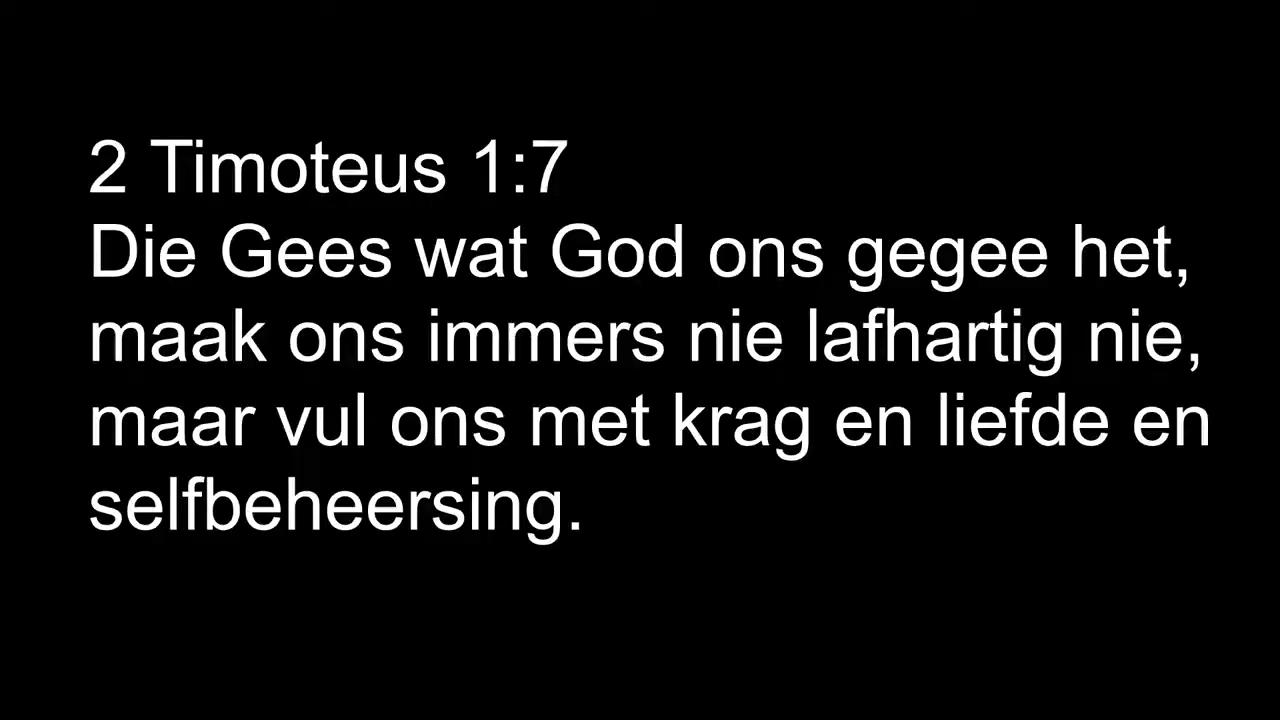 2 Timoteus 1:7
Die Gees wat God ons gegee het,
maak ons immers nie lafhartig nie,
maar vul ons met krag en liefde en
selfbeheersing.